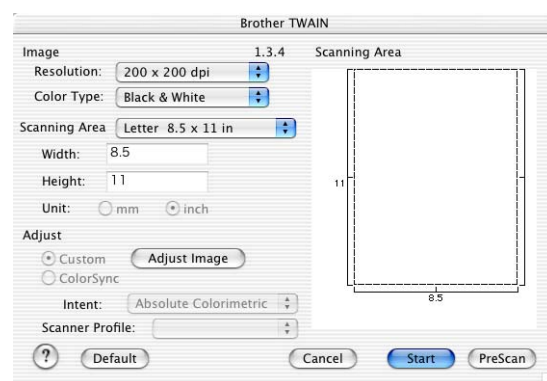 Brother TWAIN
Image 1.3.4 Scanning Area
Resolution: 200 x 200 dpi
Color Type: Black & White
Scanning Area Letter 8.5 x 11 in
Width: 8.5
Height: 11
11
Unit: mm inch
Adjust
Custom Adjust Image
ColorSync
8.5
Intent: Absolute Colorimetric
Scanner Profile:
? Default Cancel Start PreScan